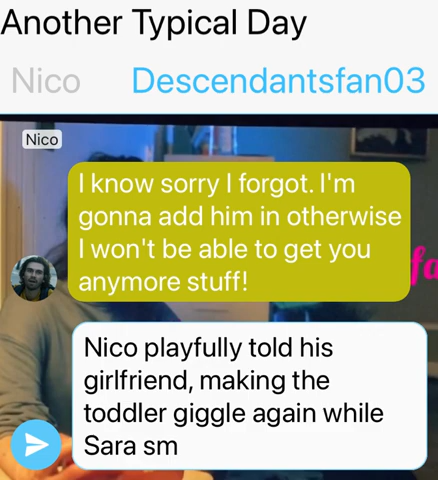 Another Typical Day
Nico Descendantsfan03
Nico
I know sorry I forgot. I'm
gonna add him in otherwise
I won't be able to get you
anymore stuff!
fa
Nico playfully told his
girlfriend, making the
toddler giggle again while
Sara sm